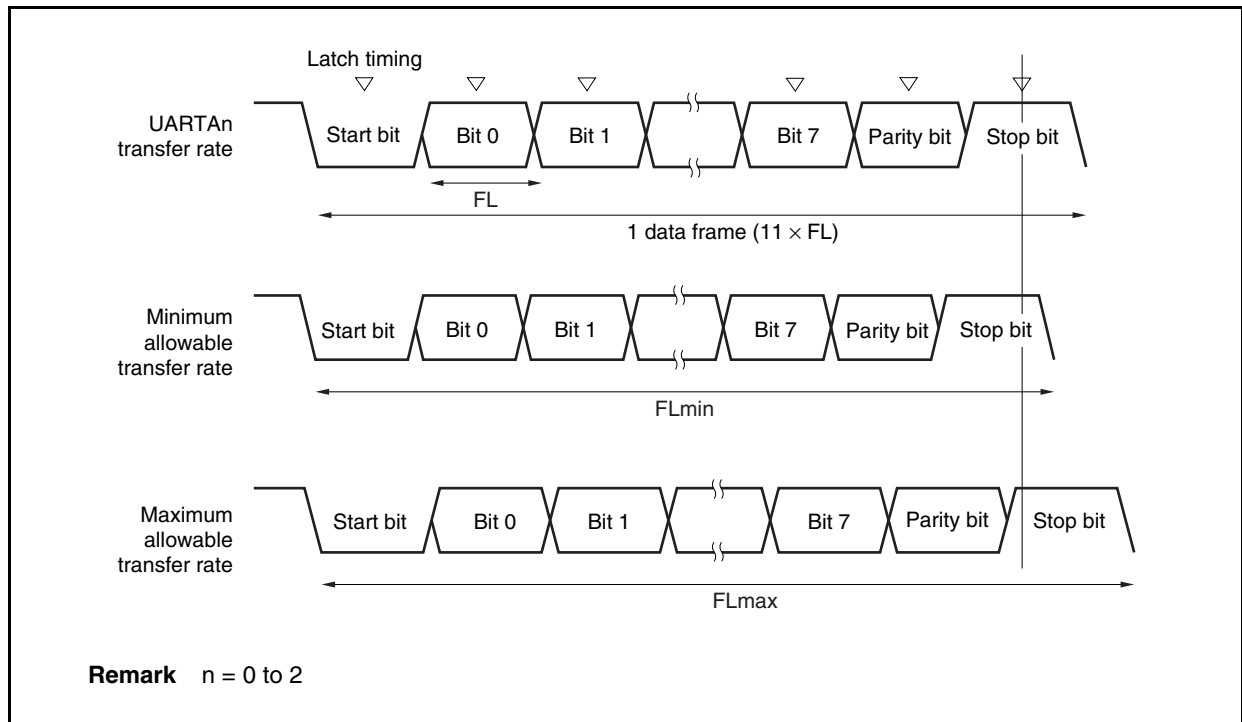 Latch timing
UARTAn
transfer rate
Start bit
Bit 0
Bit 1
Bit 7
Parity bit
Stop bit
FL
1 data frame (11 × FL)
Minimum
allowable
transfer rate
Start bit
Bit 0
Bit 1
Bit 7
Parity bit
Stop bit
FLmin
Maximum
allowable
transfer rate
Start bit
Bit 0
Bit 1
Bit 7
Parity bit
Stop bit
FLmax
Remark n = 0 to 2